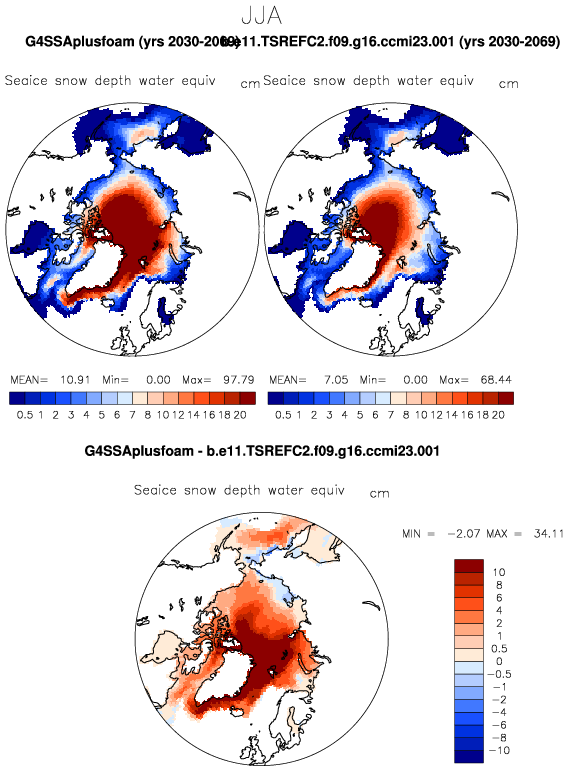 JJA
G4SSAplusfoam (yrs 2030-2069) b.e11.TSREFC2.f09.g16.ccmi23.001 (yrs 2030-2069)
Seaice snow depth water equiv cm Seaice snow depth water equiv cm
MEAN= 10.91 Min= 0.00 Max= 97.79 MEAN= 7.05 Min= 0.00 Max= 68.44
0.5 1 2 3 4 5 6 7 8 10 12 14 16 18 20 0.5 1 2 3 4 5 6 7 8 10 12 14 16 18 20
G4SSAplusfoam - b.e11.TSREFC2.f09.g16.ccmi23.001
Seaice snow depth water equiv cm
MIN = -2.07 MAX = 34.11
10
8
6
4
2
1
0.5
0
-0.5
-1
-2
-4
-6
-8
-10